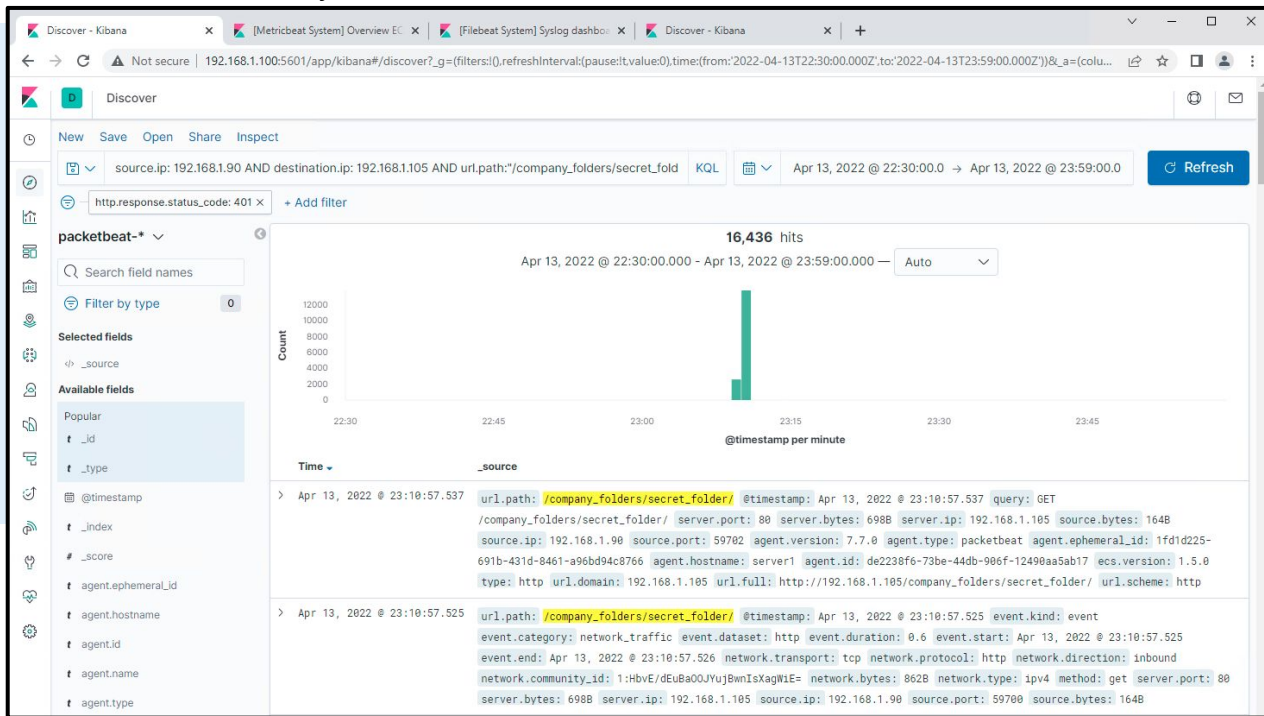 Discover - Kibana
[Metricbeat System] Overview EC
[Filebeat System] Syslog dashboa
Discover - Kibana
Not secure | 192.168.1.100:5601/app/kibana#/discover?_g=(filters:!(),refreshInterval:(pause:!t,value:0),time:(from:'2022-04-13T22:30:00.000Z',to:'2022-04-13T23:59:00.000Z'))&_a=(colu...
D Discover
New Save Open Share Inspect
source.ip: 192.168.1.90 AND destination.ip: 192.168.1.105 AND url.path:"/company_folders/secret_fold KQL Apr 13, 2022 @ 22:30:00.0 → Apr 13, 2022 @ 23:59:00.0 Refresh
http.response.status_code: 401 × + Add filter
packetbeat-*
Search field names
Filter by type 0
Selected fields
</> _source
Available fields
Popular
t _id
t _type
@timestamp
t _index
# _score
t agent.ephemeral_id
t agent.hostname
t agent.id
t agent.name
t agent.type
16,436 hits
Apr 13, 2022 @ 22:30:00.000 - Apr 13, 2022 @ 23:59:00.000 — Auto
Count
12000
10000
8000
6000
4000
2000
0
22:30 22:45 23:00 23:15 23:30 23:45
@timestamp per minute
Time _source
> Apr 13, 2022 @ 23:10:57.537 url.path: /company_folders/secret_folder/ @timestamp: Apr 13, 2022 @ 23:10:57.537 query: GET
/company_folders/secret_folder/ server.port: 80 server.bytes: 698B server.ip: 192.168.1.105 source.bytes: 164B
source.ip: 192.168.1.90 source.port: 59702 agent.version: 7.7.0 agent.type: packetbeat agent.ephemeral_id: 1fd1d225-
691b-431d-8461-a96bd94c8766 agent.hostname: server1 agent.id: de2238f6-73be-44db-906f-12490aa5ab17 ecs.version: 1.5.0
type: http url.domain: 192.168.1.105 url.full: http://192.168.1.105/company_folders/secret_folder/ url.scheme: http
> Apr 13, 2022 @ 23:10:57.525 url.path: /company_folders/secret_folder/ @timestamp: Apr 13, 2022 @ 23:10:57.525 event.kind: event
event.category: network_traffic event.dataset: http event.duration: 0.6 event.start: Apr 13, 2022 @ 23:10:57.525
event.end: Apr 13, 2022 @ 23:10:57.526 network.transport: tcp network.protocol: http network.direction: inbound
network.community_id: 1:HbvE/dEuBaOOJYujBwnIsXagWiE= network.bytes: 862B network.type: ipv4 method: get server.port: 80
server.bytes: 698B server.ip: 192.168.1.105 source.ip: 192.168.1.90 source.port: 59700 source.bytes: 164B